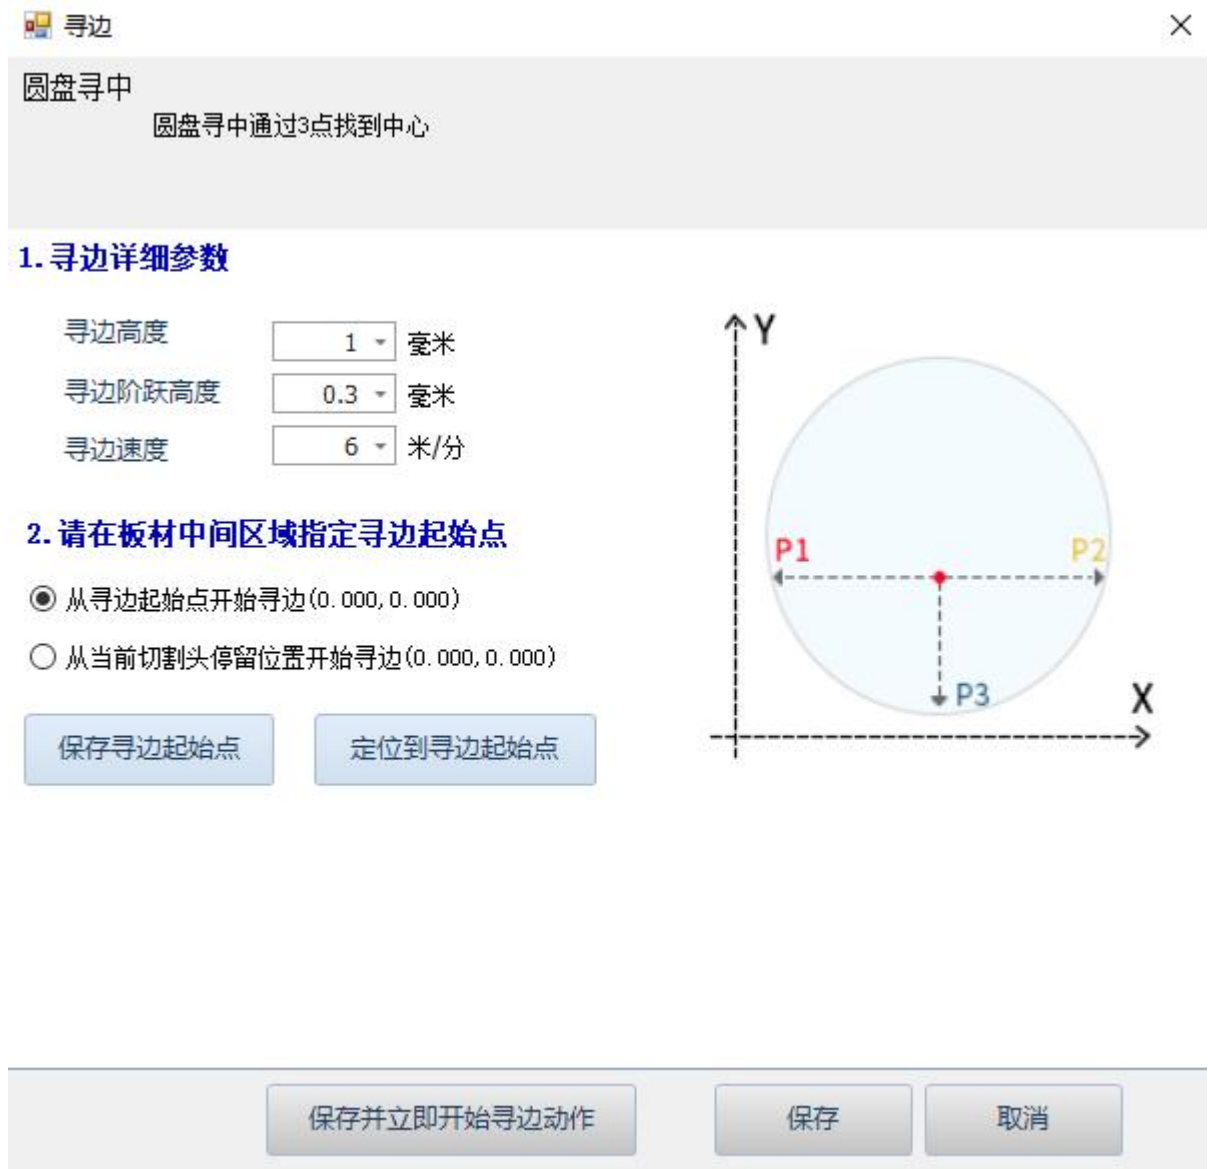 寻边
圆盘寻中
圆盘寻中通过3点找到中心
1.寻边详细参数
寻边高度 1 毫米
寻边阶跃高度 0.3 毫米
寻边速度 6 米/分
2.请在板材中间区域指定寻边起始点
从寻边起始点开始寻边(0.000,0.000)
从当前切割头停留位置开始寻边(0.000,0.000)
保存寻边起始点 定位到寻边起始点
Y
P1 P2
P3
X
保存并立即开始寻边动作 保存 取消